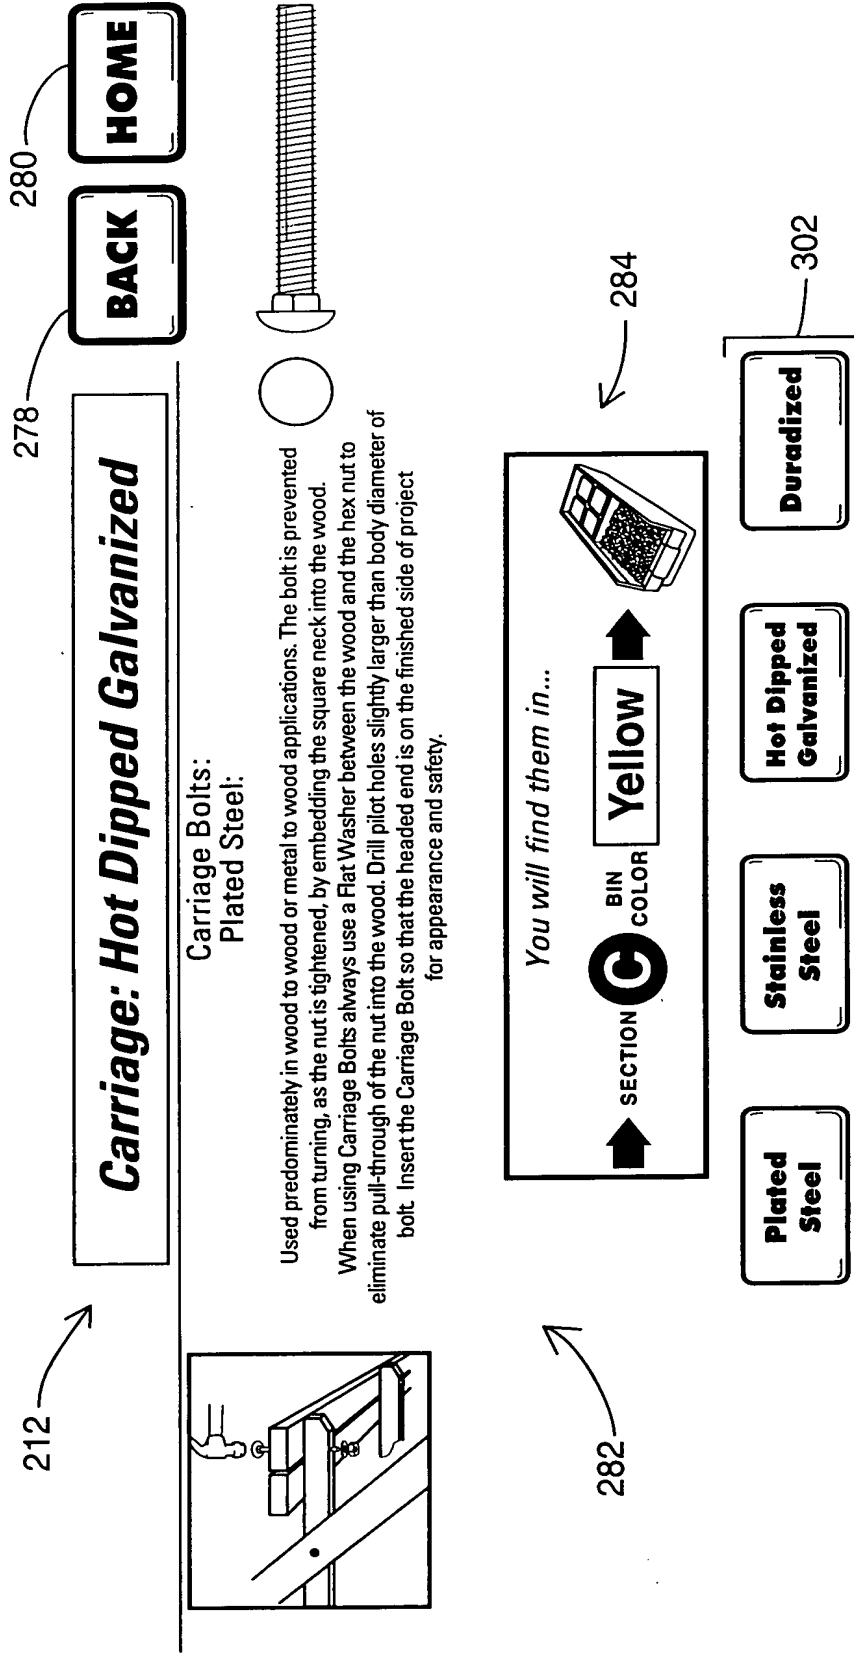 280
278
BACK
HOME
212
Carriage: Hot Dipped Galvanized
Carriage Bolts:
Plated Steel:
Used predominately in wood to wood or metal to wood applications. The bolt is prevented
from turning, as the nut is tightened, by embedding the square neck into the wood.
When using Carriage Bolts always use a Flat Washer between the wood and the hex nut to
eliminate pull-through of the nut into the wood. Drill pilot holes slightly larger than body diameter of
bolt. Insert the Carriage Bolt so that the headed end is on the finished side of project
for appearance and safety.
282
You will find them in...
SECTION C BIN COLOR Yellow
284
Plated
Steel
Stainless
Steel
Hot Dipped
Galvanized
Duradized
302